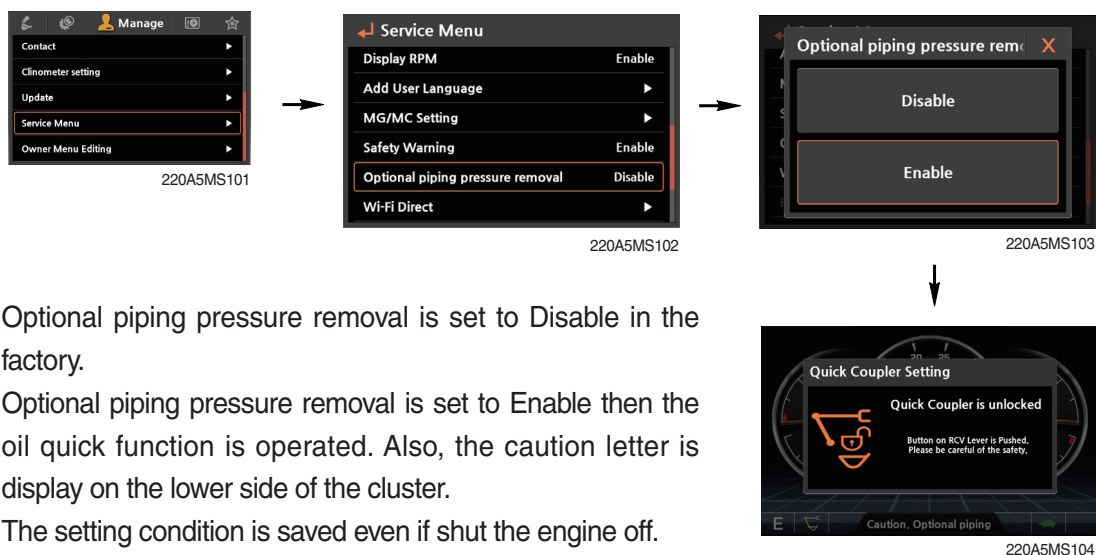 Manage
Contact
Clinometer setting
Update
Service Menu
Owner Menu Editing
220A5MS101
Service Menu
Display RPM Enable
Add User Language
MG/MC Setting
Safety Warning Enable
Optional piping pressure removal Disable
Wi-Fi Direct
220A5MS102
Optional piping pressure rem
X
Disable
Enable
220A5MS103
Optional piping pressure removal is set to Disable in the
factory.
Optional piping pressure removal is set to Enable then the
oil quick function is operated. Also, the caution letter is
display on the lower side of the cluster.
The setting condition is saved even if shut the engine off.
20 25
Quick Coupler Setting
Quick Coupler is unlocked
Button on RCV Lever is Pushed,
Please be careful of the safety,
E
Caution, Optional piping
220A5MS104